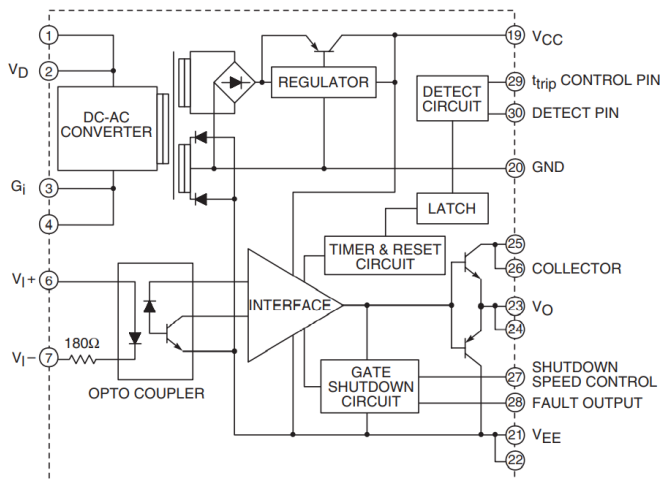 1
19 VCC
VD 2
REGULATOR
DETECT
CIRCUIT
29 ttrip CONTROL PIN
30 DETECT PIN
DC-AC
CONVERTER
20 GND
Gi 3
4
LATCH
TIMER & RESET
CIRCUIT
25
26 COLLECTOR
VI+ 6
INTERFACE
23 VO
24
180Ω
VI− 7
OPTO COUPLER
GATE
SHUTDOWN
CIRCUIT
27 SHUTDOWN
SPEED CONTROL
28 FAULT OUTPUT
21 VEE
22